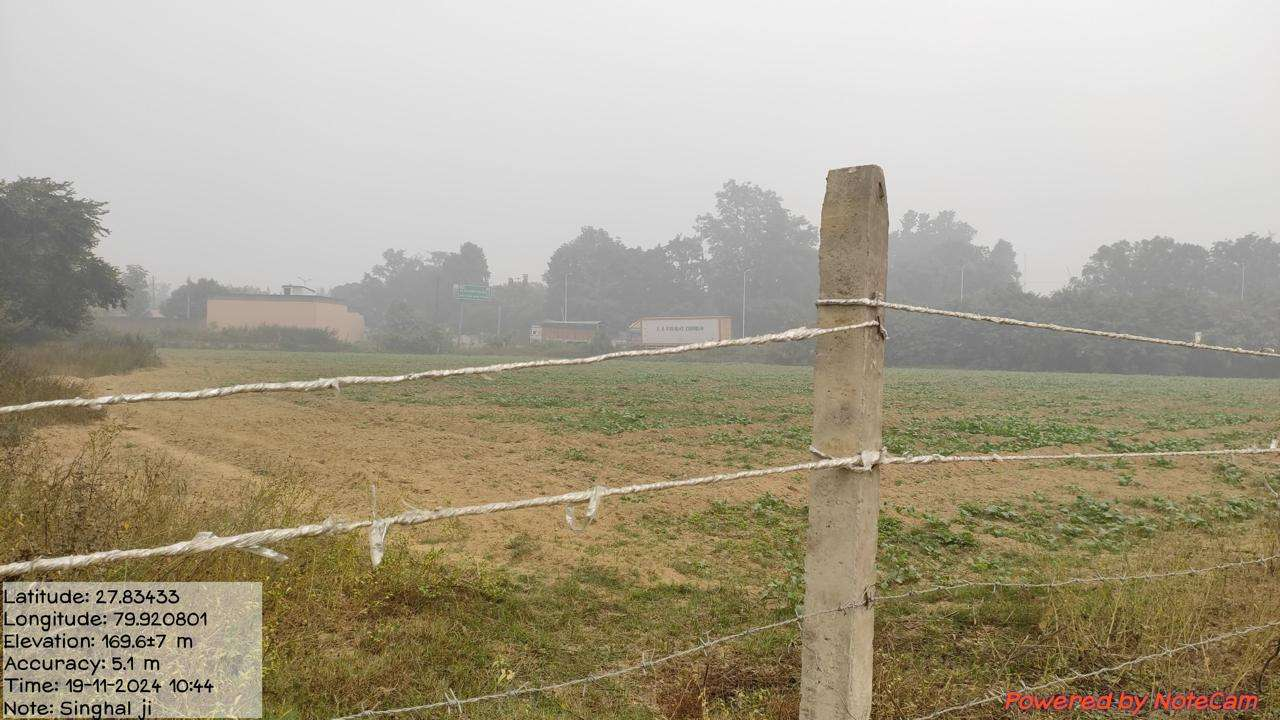 Latitude: 27.83433
Longitude: 79.920801
Elevation: 169.6±7 m
Accuracy: 5.1 m
Time: 19-11-2024 10:44
Note: Singhal ji
Powered by NoteCam